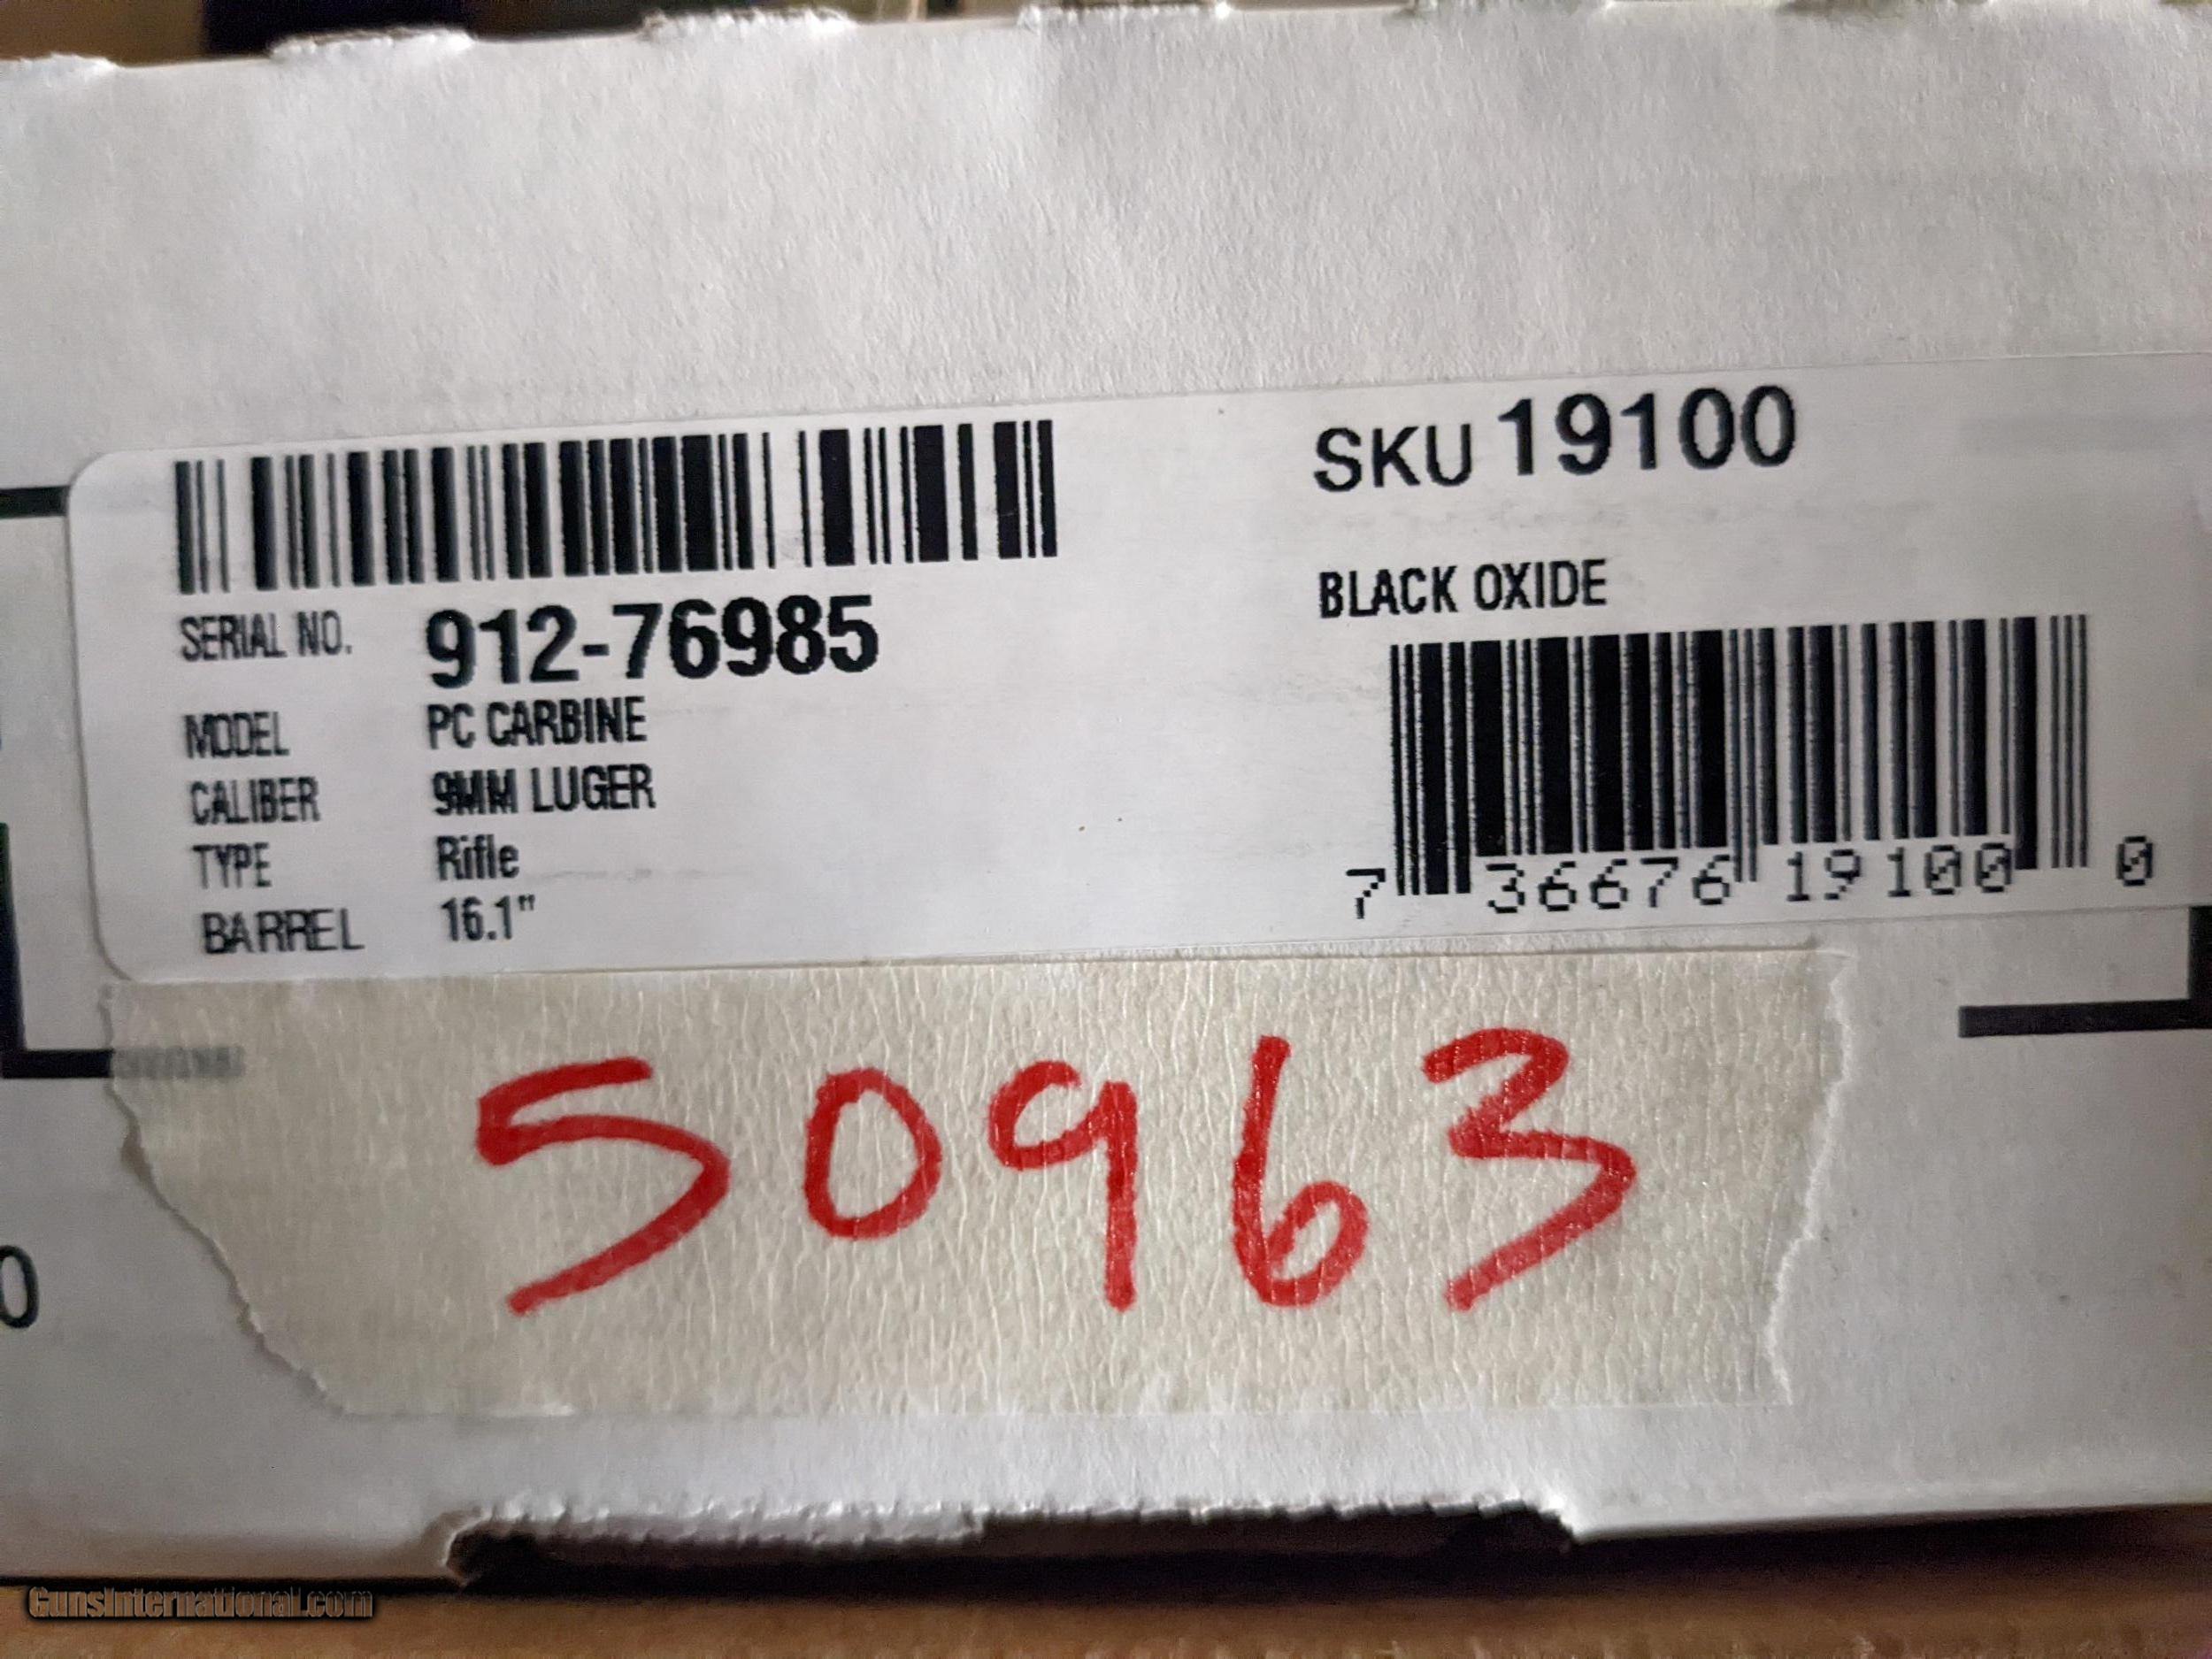 SKU 19100
SERIAL NO. 912-76985
BLACK OXIDE
MODEL PC CARBINE
CALIBER 9MM LUGER
TYPE Rifle
BARREL 16.1"
7 36676 19100 0
50963
0
GunsInternational.com